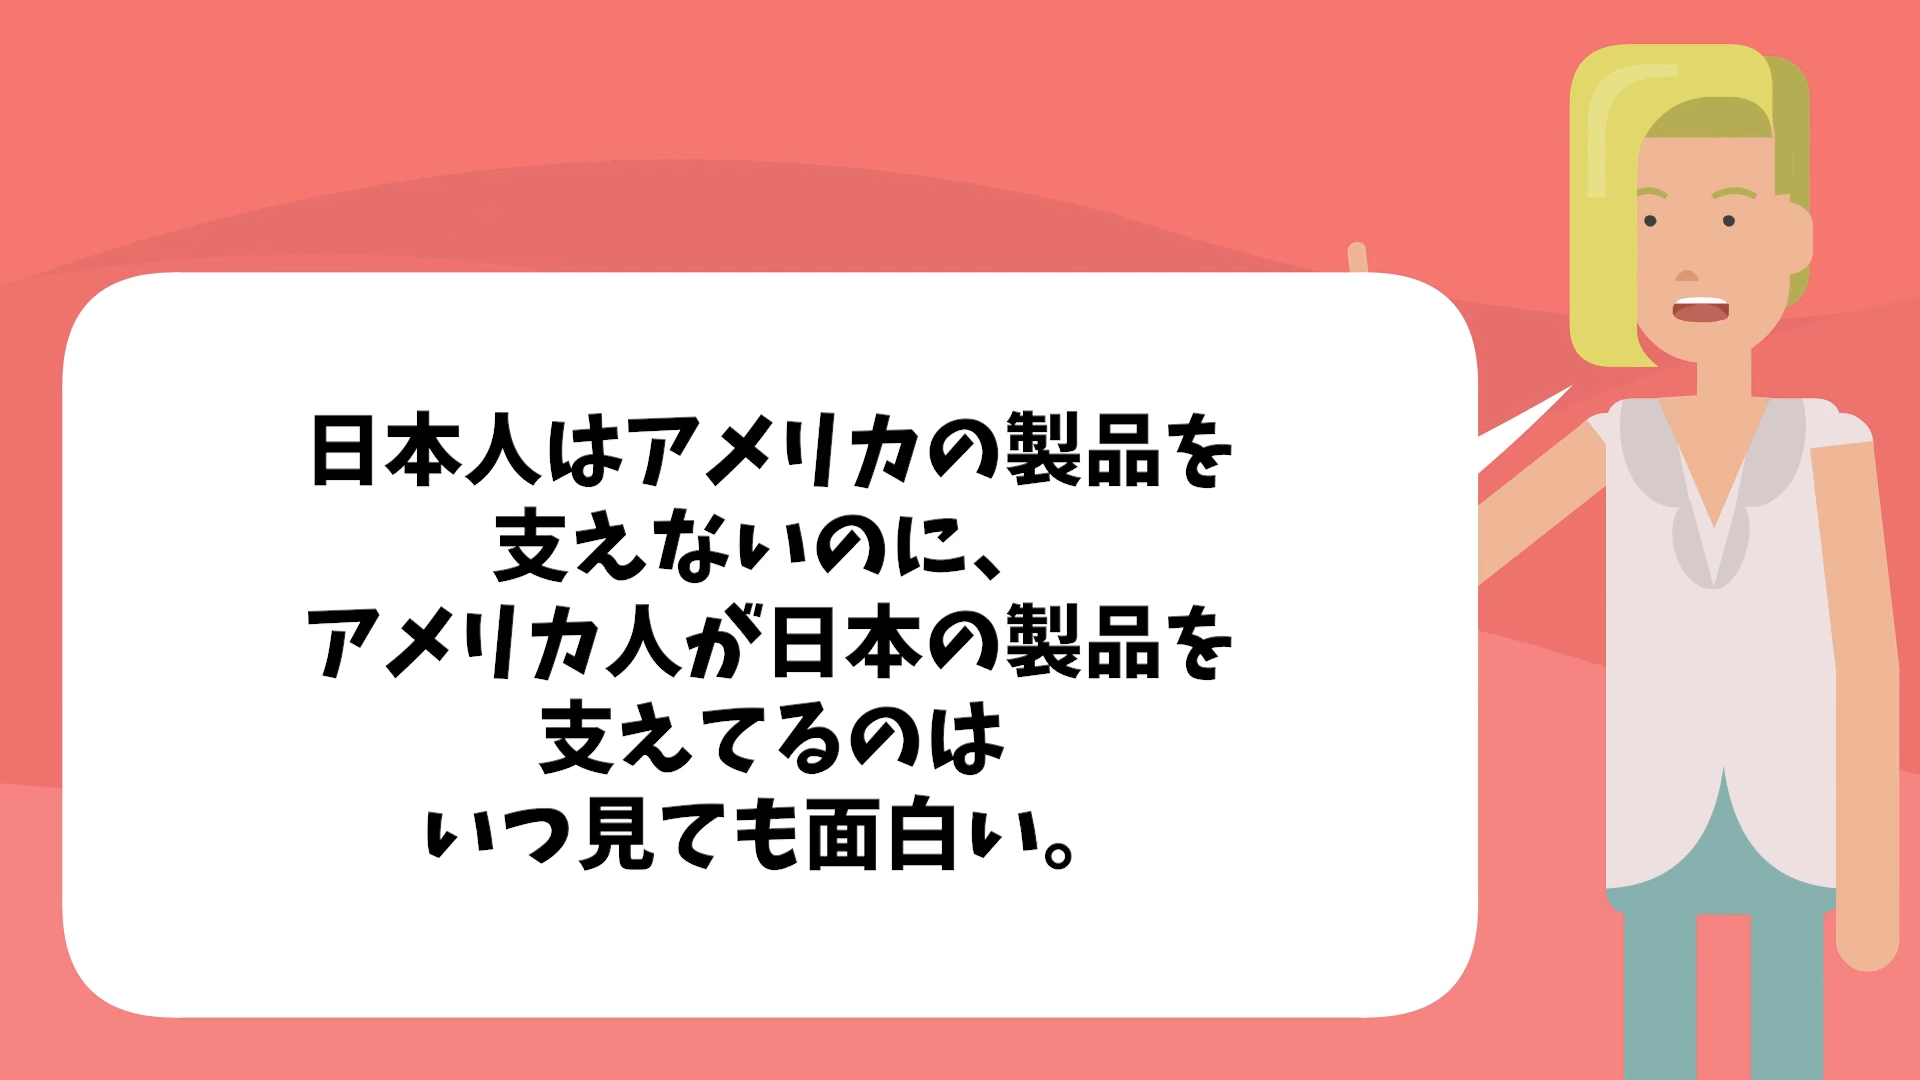 日本人はアメリカの製品を
支えないのに、
アメリカ人が日本の製品を
支えてるのは
いつ見ても面白い。